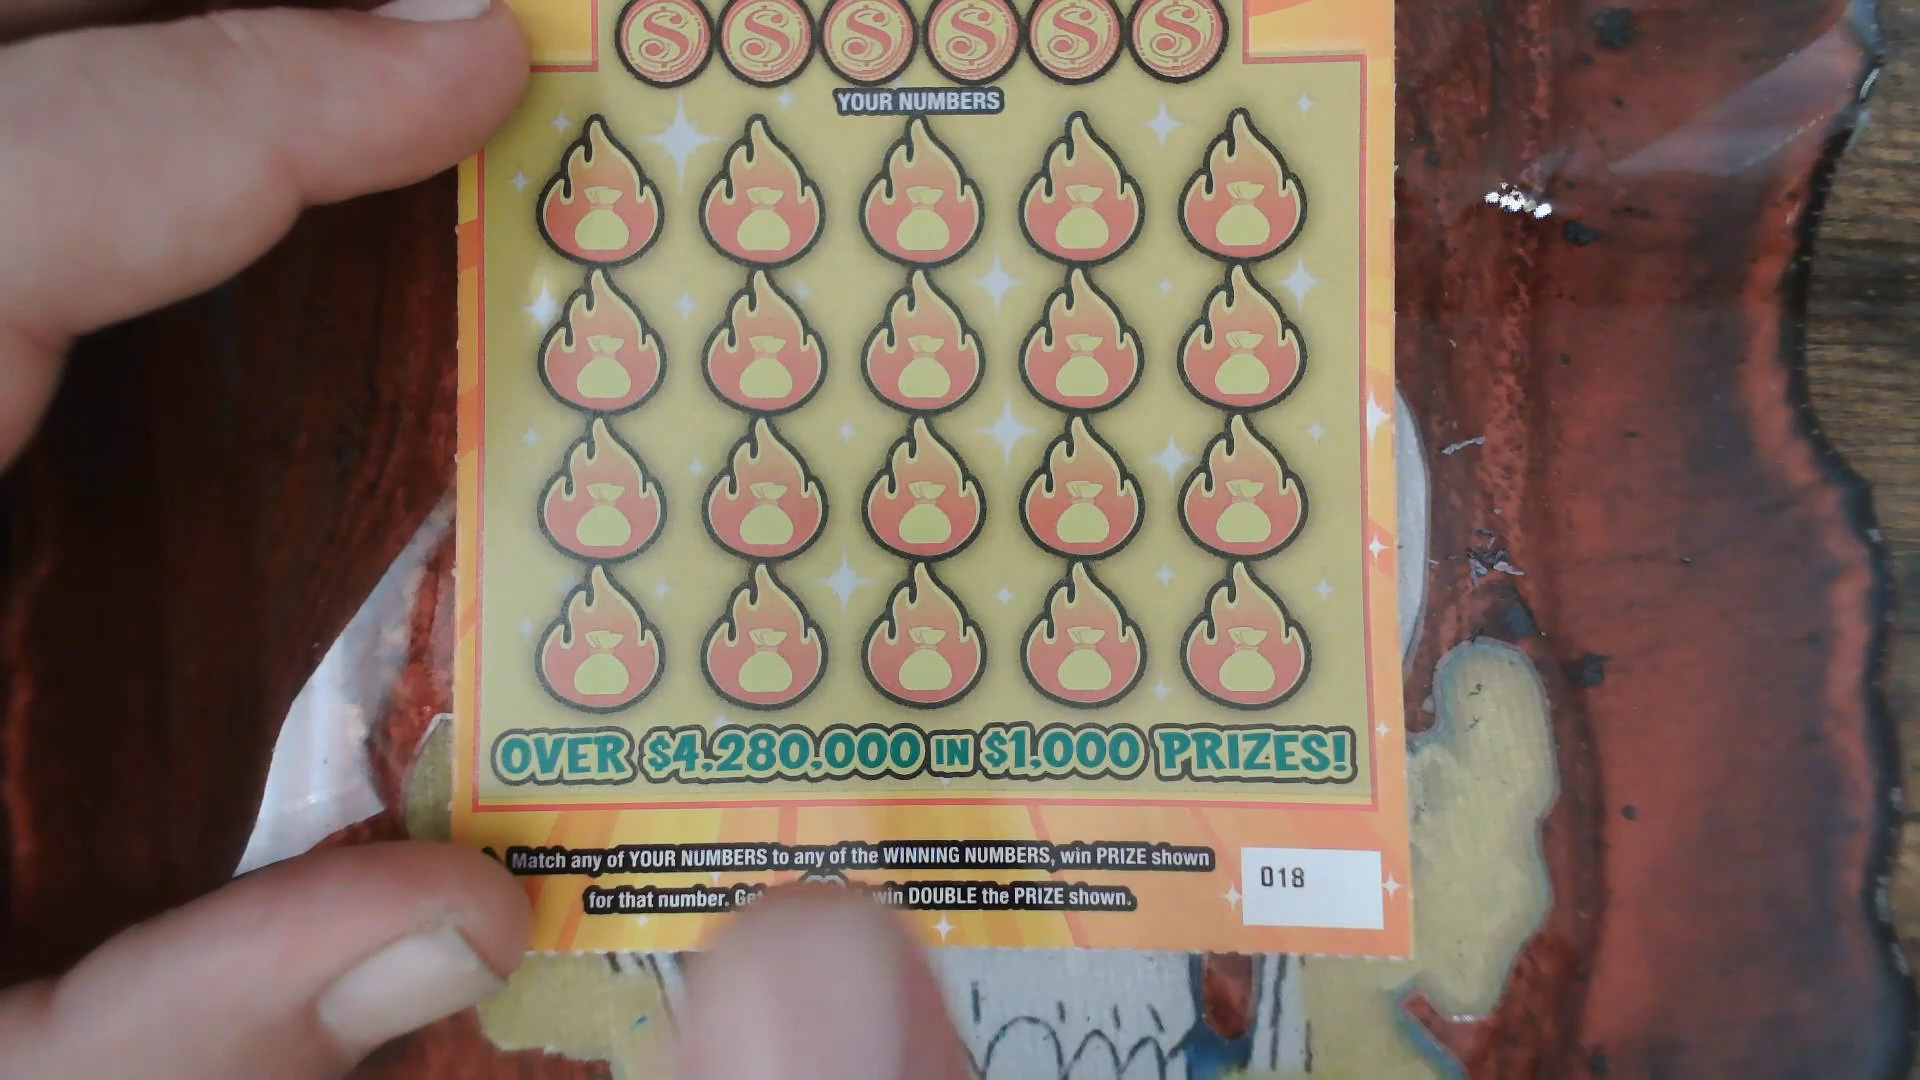 YOUR NUMBERS
OVER $4,280,000 IN $1,000 PRIZES!
Match any of YOUR NUMBERS to any of the WINNING NUMBERS, win PRIZE shown
for that number. Get win DOUBLE the PRIZE shown.
018